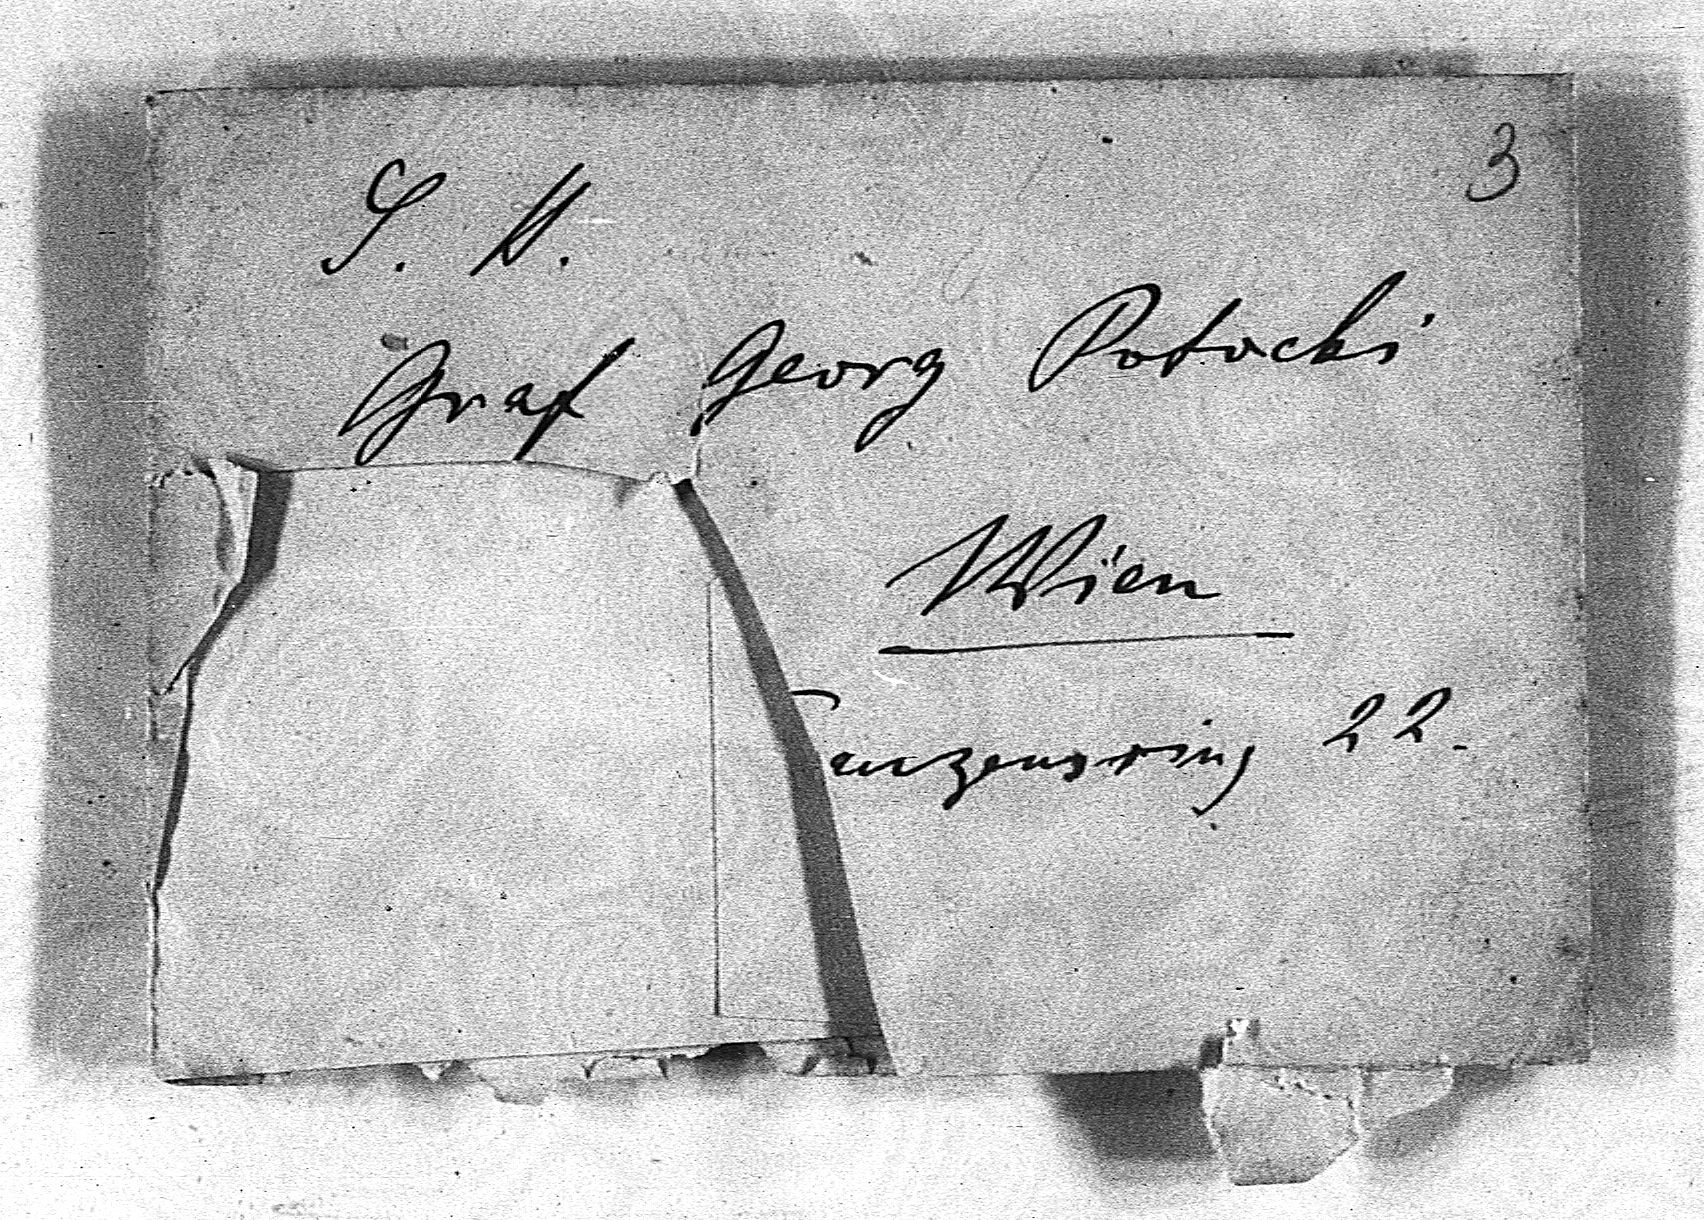 3
S. H.
Graf Georg Potocki
Wien
Franzensring 22.